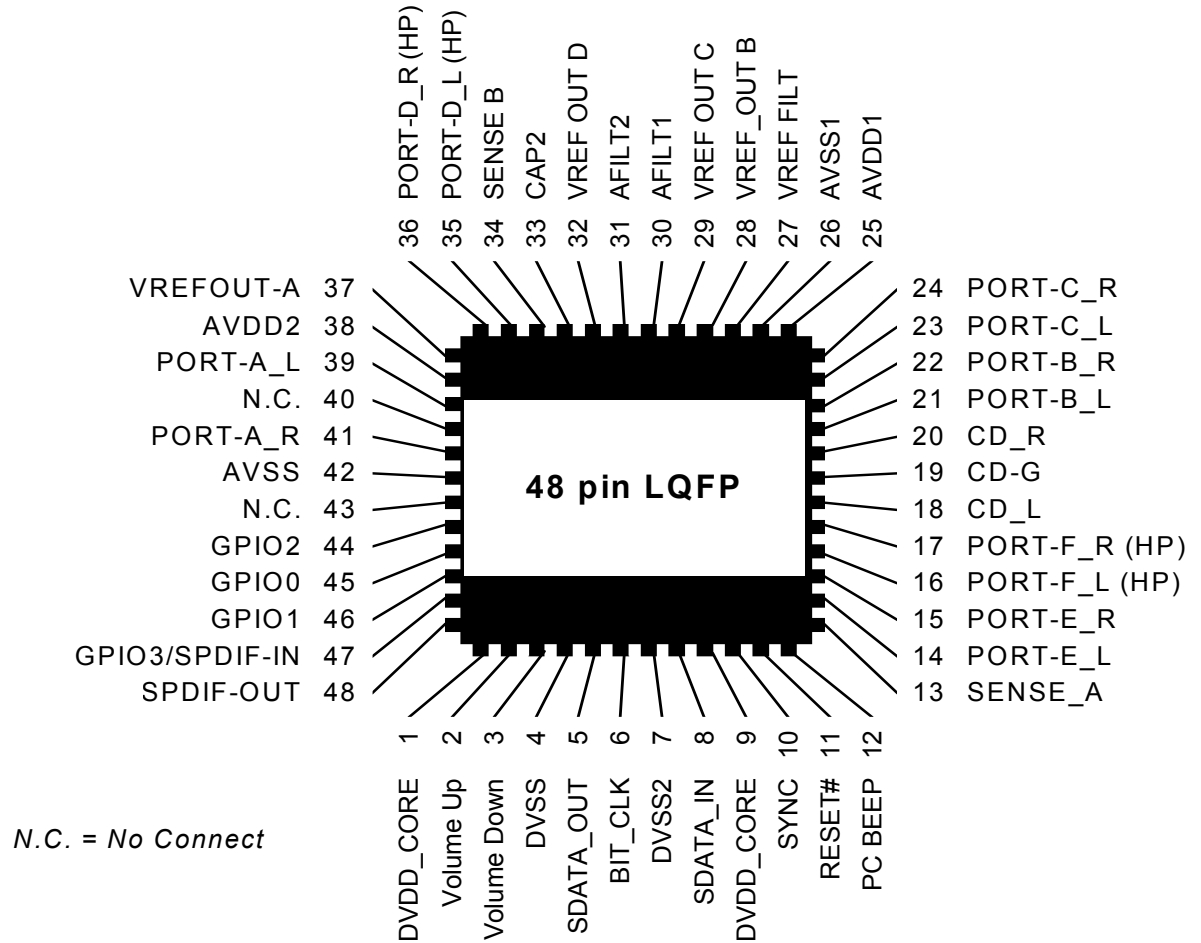 36 PORT-D_R (HP)
35 PORT-D_L (HP)
34 SENSE B
33 CAP2
32 VREF OUT D
31 AFILT2
30 AFILT1
29 VREF OUT C
28 VREF_OUT B
27 VREF FILT
26 AVSS1
25 AVDD1
VREFOUT-A 37
AVDD2 38
PORT-A_L 39
N.C. 40
PORT-A_R 41
AVSS 42
N.C. 43
GPIO2 44
GPIO0 45
GPIO1 46
GPIO3/SPDIF-IN 47
SPDIF-OUT 48
48 pin LQFP
24 PORT-C_R
23 PORT-C_L
22 PORT-B_R
21 PORT-B_L
20 CD_R
19 CD-G
18 CD_L
17 PORT-F_R (HP)
16 PORT-F_L (HP)
15 PORT-E_R
14 PORT-E_L
13 SENSE_A
DVDD_CORE 1
Volume Up 2
Volume Down 3
DVSS 4
SDATA_OUT 5
BIT_CLK 6
DVSS2 7
SDATA_IN 8
DVDD_CORE 9
SYNC 10
RESET# 11
PC BEEP 12
N.C. = No Connect